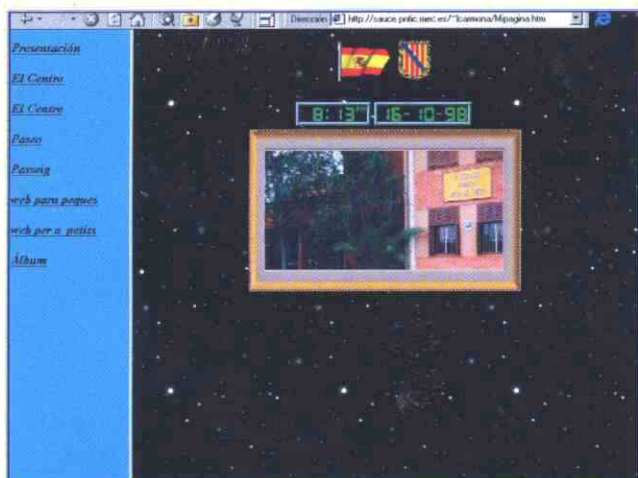 Dirección
http://sauce.pntic.mec.es/~lcarmona/Mipagina.htm
Presentación
El Centro
El Centre
Paseo
Passeig
web para peques
web per a petits
Álbum
8:13
16-10-98